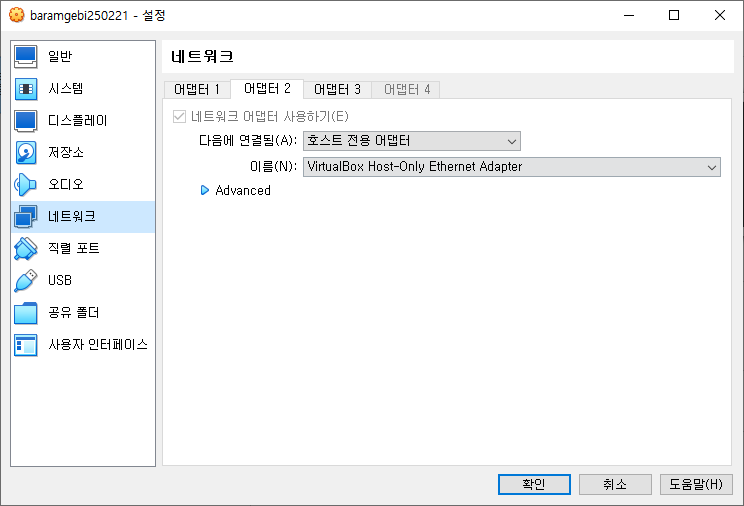 baramgebi250221 - 설정
일반
시스템
디스플레이
저장소
오디오
네트워크
직렬 포트
USB
공유 폴더
사용자 인터페이스
네트워크
어댑터 1 어댑터 2 어댑터 3 어댑터 4
네트워크 어댑터 사용하기(E)
다음에 연결됨(A): 호스트 전용 어댑터
이름(N): VirtualBox Host-Only Ethernet Adapter
Advanced
확인 취소 도움말(H)